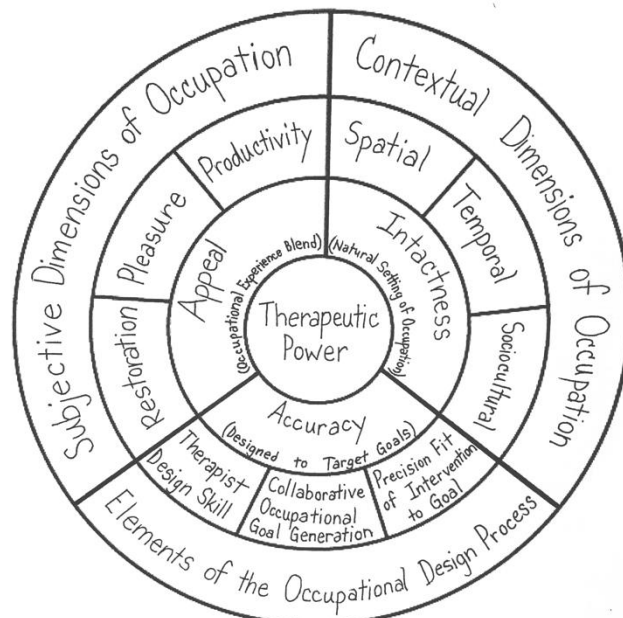 Subjective Dimensions of Occupation
Contextual Dimensions of Occupation
Elements of the Occupational Design Process
Restoration
Pleasure
Productivity
Spatial
Temporal
Sociocultural
Therapist
Design Skill
Collaborative
Occupational
Goal Generation
Precision Fit
of Intervention
to Goal
Appeal
(Occupational Experience Blend)
Intactness
(Natural Setting of Occupation)
Accuracy
(Designed to Target Goals)
Therapeutic
Power